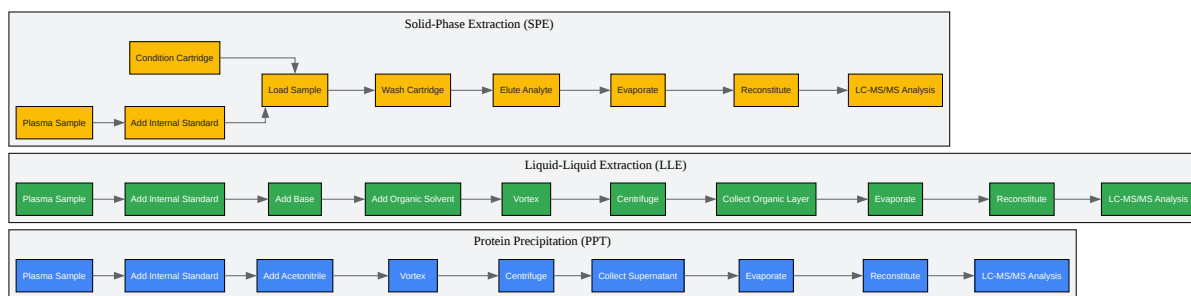 Solid-Phase Extraction (SPE)
Condition Cartridge
Load Sample
Wash Cartridge
Elute Analyte
Evaporate
Reconstitute
LC-MS/MS Analysis
Plasma Sample
Add Internal Standard
Liquid-Liquid Extraction (LLE)
Plasma Sample
Add Internal Standard
Add Base
Add Organic Solvent
Vortex
Centrifuge
Collect Organic Layer
Evaporate
Reconstitute
LC-MS/MS Analysis
Protein Precipitation (PPT)
Plasma Sample
Add Internal Standard
Add Acetonitrile
Vortex
Centrifuge
Collect Supernatant
Evaporate
Reconstitute
LC-MS/MS Analysis